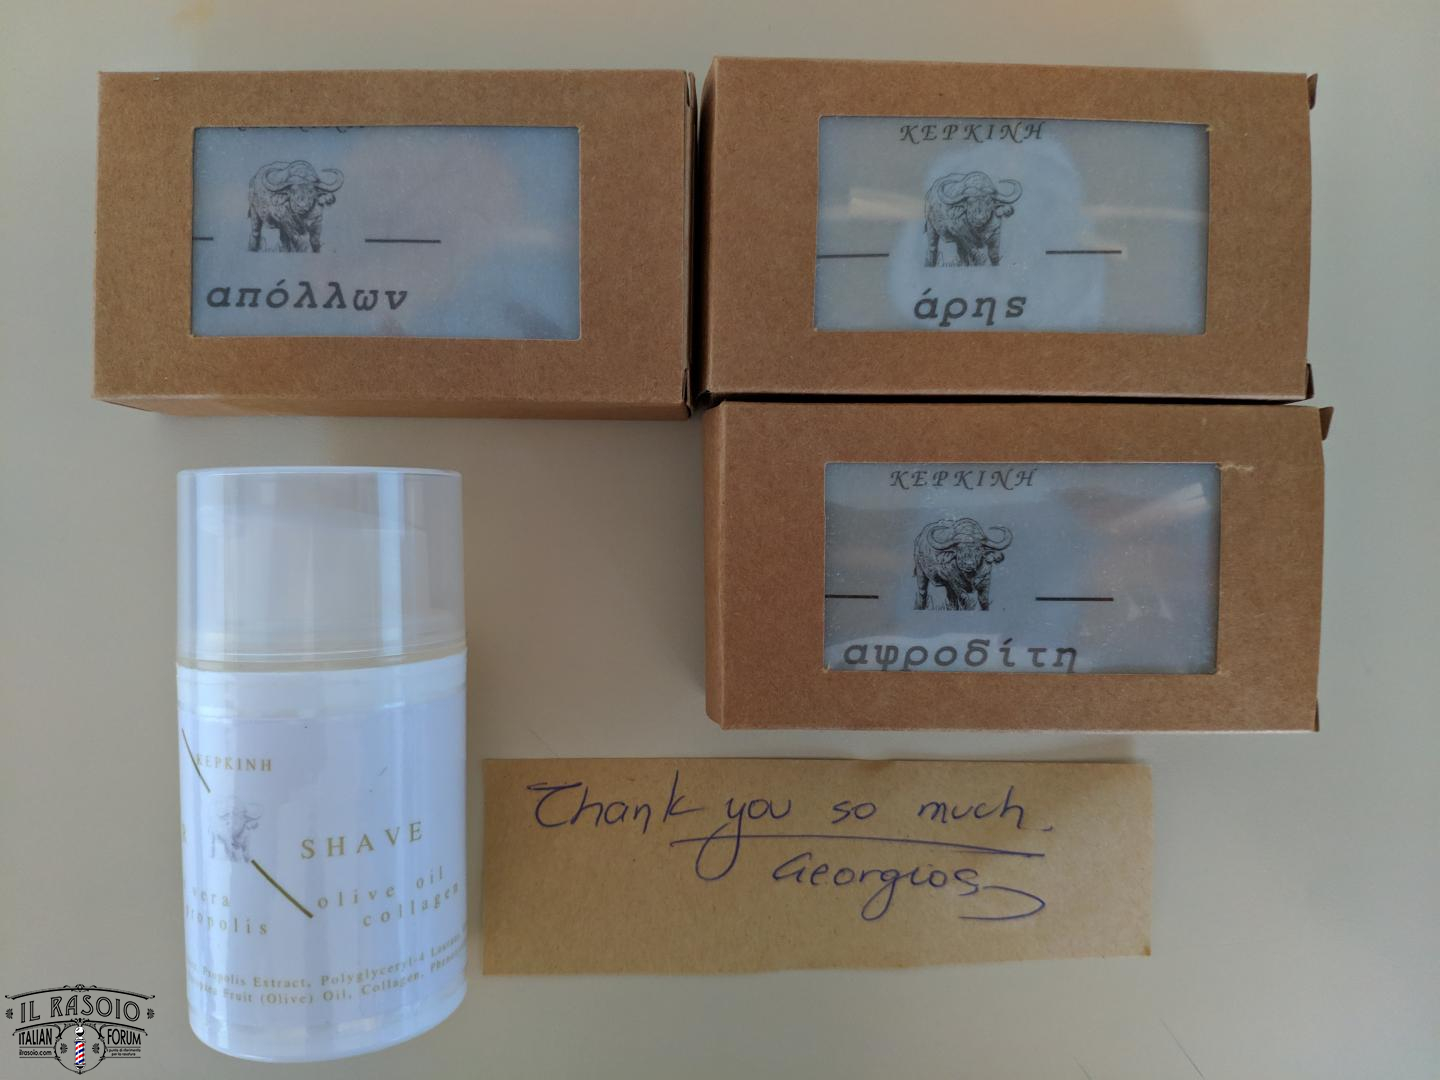 απόλλων
ΚΕΡΚΙΝΗ
άρης
ΚΕΡΚΙΝΗ
αφροδίτη
ΚΕΡΚΙΝΗ
SHAVE
vera
olive oil
propolis
collagen
Propolis Extract, Polyglyceryl-4
Fruit (Olive) Oil, Collagen,
Thank you so much.
Georgios
IL RASOIO
ITALIAN FORUM
ilrasoio.com